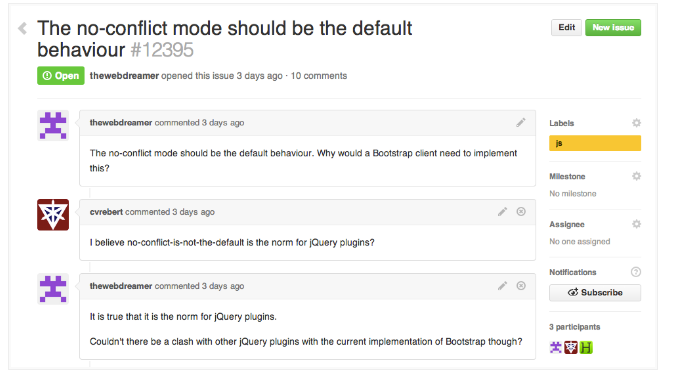 The no-conflict mode should be the default
behaviour #12395
Edit
New issue
Open
thewebdreamer opened this issue 3 days ago · 10 comments
thewebdreamer commented 3 days ago
The no-conflict mode should be the default behaviour. Why would a Bootstrap client need to implement
this?
cvrebert commented 3 days ago
I believe no-conflict-is-not-the-default is the norm for jQuery plugins?
thewebdreamer commented 3 days ago
It is true that it is the norm for jQuery plugins.
Couldn't there be a clash with other jQuery plugins with the current implementation of Bootstrap though?
Labels
js
Milestone
No milestone
Assignee
No one assigned
Notifications
Subscribe
3 participants
H